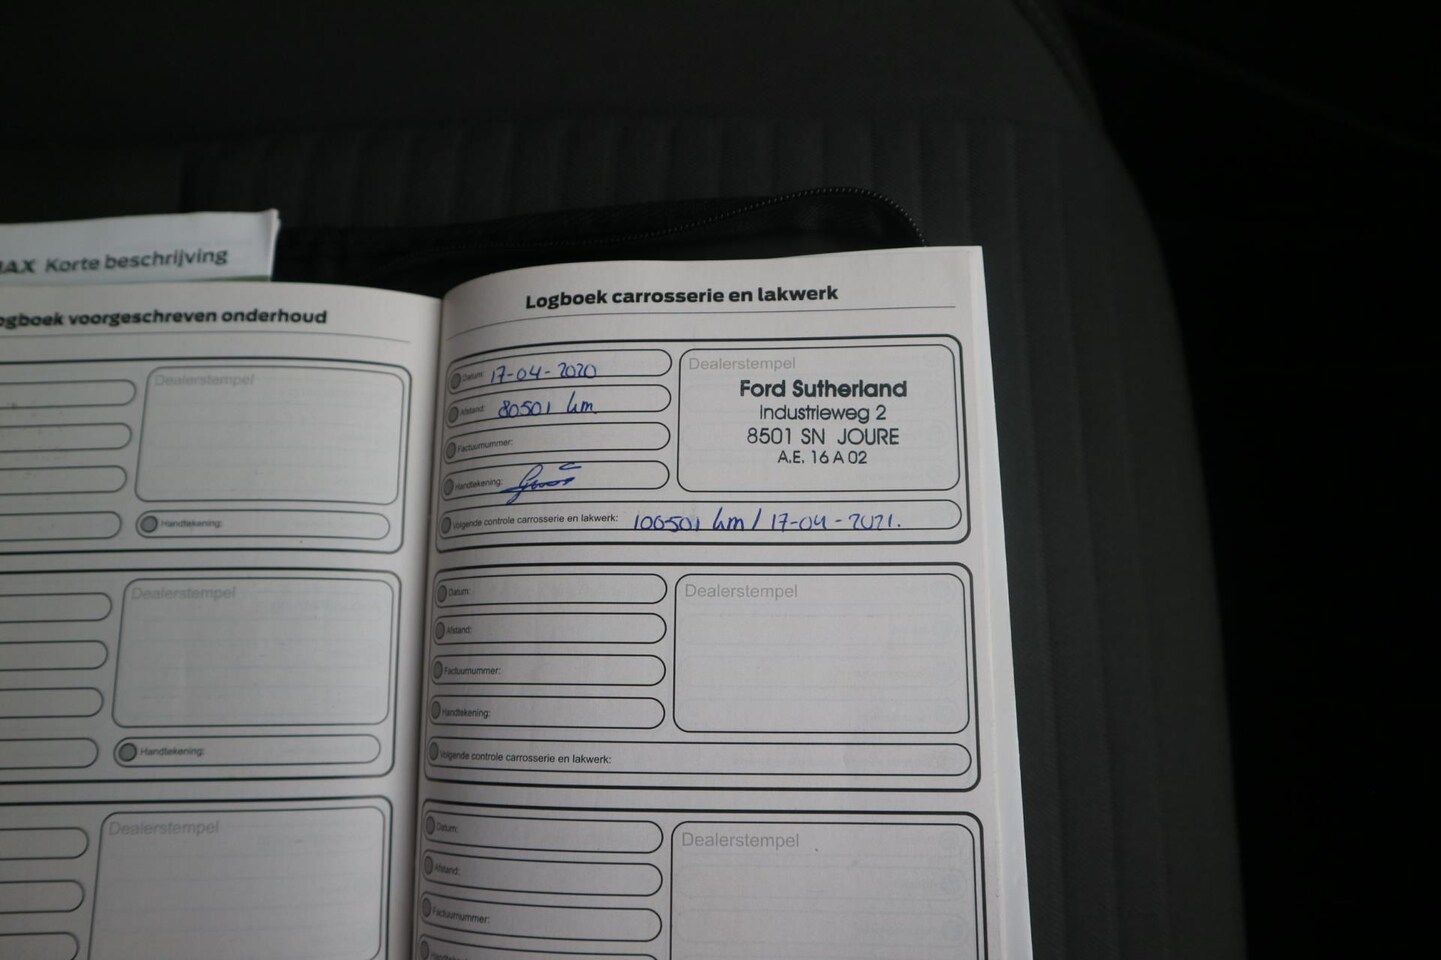 MAX Korte beschrijving
ogboek voorgeschreven onderhoud
Dealerstempel
Handtekening:
Dealerstempel
Handtekening:
Dealerstempel
Logboek carrosserie en lakwerk
Datum: 17-04-2020
Afstand: 80501 km
Factuurnummer:
Handtekening:
Dealerstempel
Ford Sutherland
Industrieweg 2
8501 SN JOURE
A.E. 16 A 02
Volgende controle carrosserie en lakwerk: 100501 km / 17-04-2021.
Datum:
Afstand:
Factuurnummer:
Handtekening:
Dealerstempel
Volgende controle carrosserie en lakwerk:
Datum:
Afstand:
Factuurnummer:
Dealerstempel